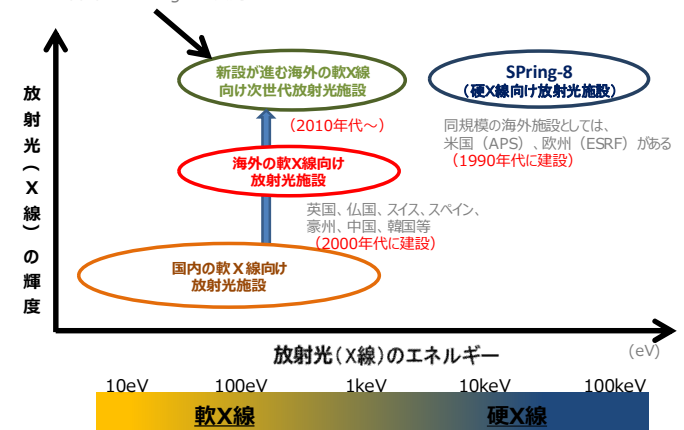 新設が進む海外の軟X線
向け次世代放射光施設
SPring-8
（硬X線向け放射光施設）
（2010年代～）
同規模の海外施設としては、
米国（APS）、欧州（ESRF）がある
（1990年代に建設）
海外の軟X線向け
放射光施設
英国、仏国、スイス、スペイン、
豪州、中国、韓国等
（2000年代に建設）
国内の軟X線向け
放射光施設
放射光（X線）の輝度
放射光(X線)のエネルギー
(eV)
10eV 100eV 1keV 10keV 100keV
軟X線 硬X線